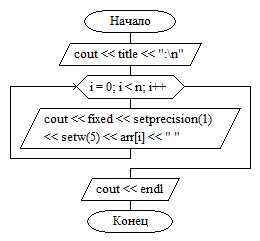 Начало
cout << title << ":\n"
i = 0; i < n; i++
cout << fixed << setprecision(1)
<< setw(5) << arr[i] << " "
cout << endl
Конец